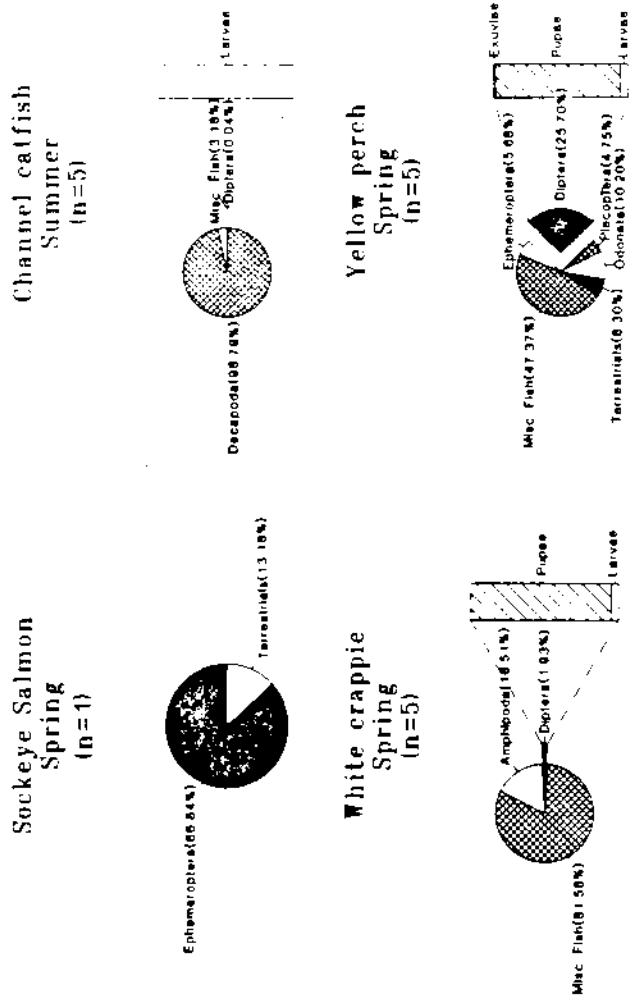 Sockeye Salmon
Spring
(n=1)
Ephemeroptera(86.84%)
Terrestrials(13.16%)
Channel catfish
Summer
(n=5)
Misc Fish(3.18%)
Diptera(0.04%)
Larvae
Decapoda(96.79%)
White crappie
Spring
(n=5)
Amphipoda(16.51%)
Diptera(1.93%)
Pupae
Larvae
Misc Fish(81.56%)
Yellow perch
Spring
(n=5)
Ephemeroptera(5.68%)
Exuviae
Misc Fish(47.37%)
Diptera(25.70%)
Pupae
Plecoptera(4.75%)
Odonata(10.20%)
Larvae
Terrestrials(6.30%)